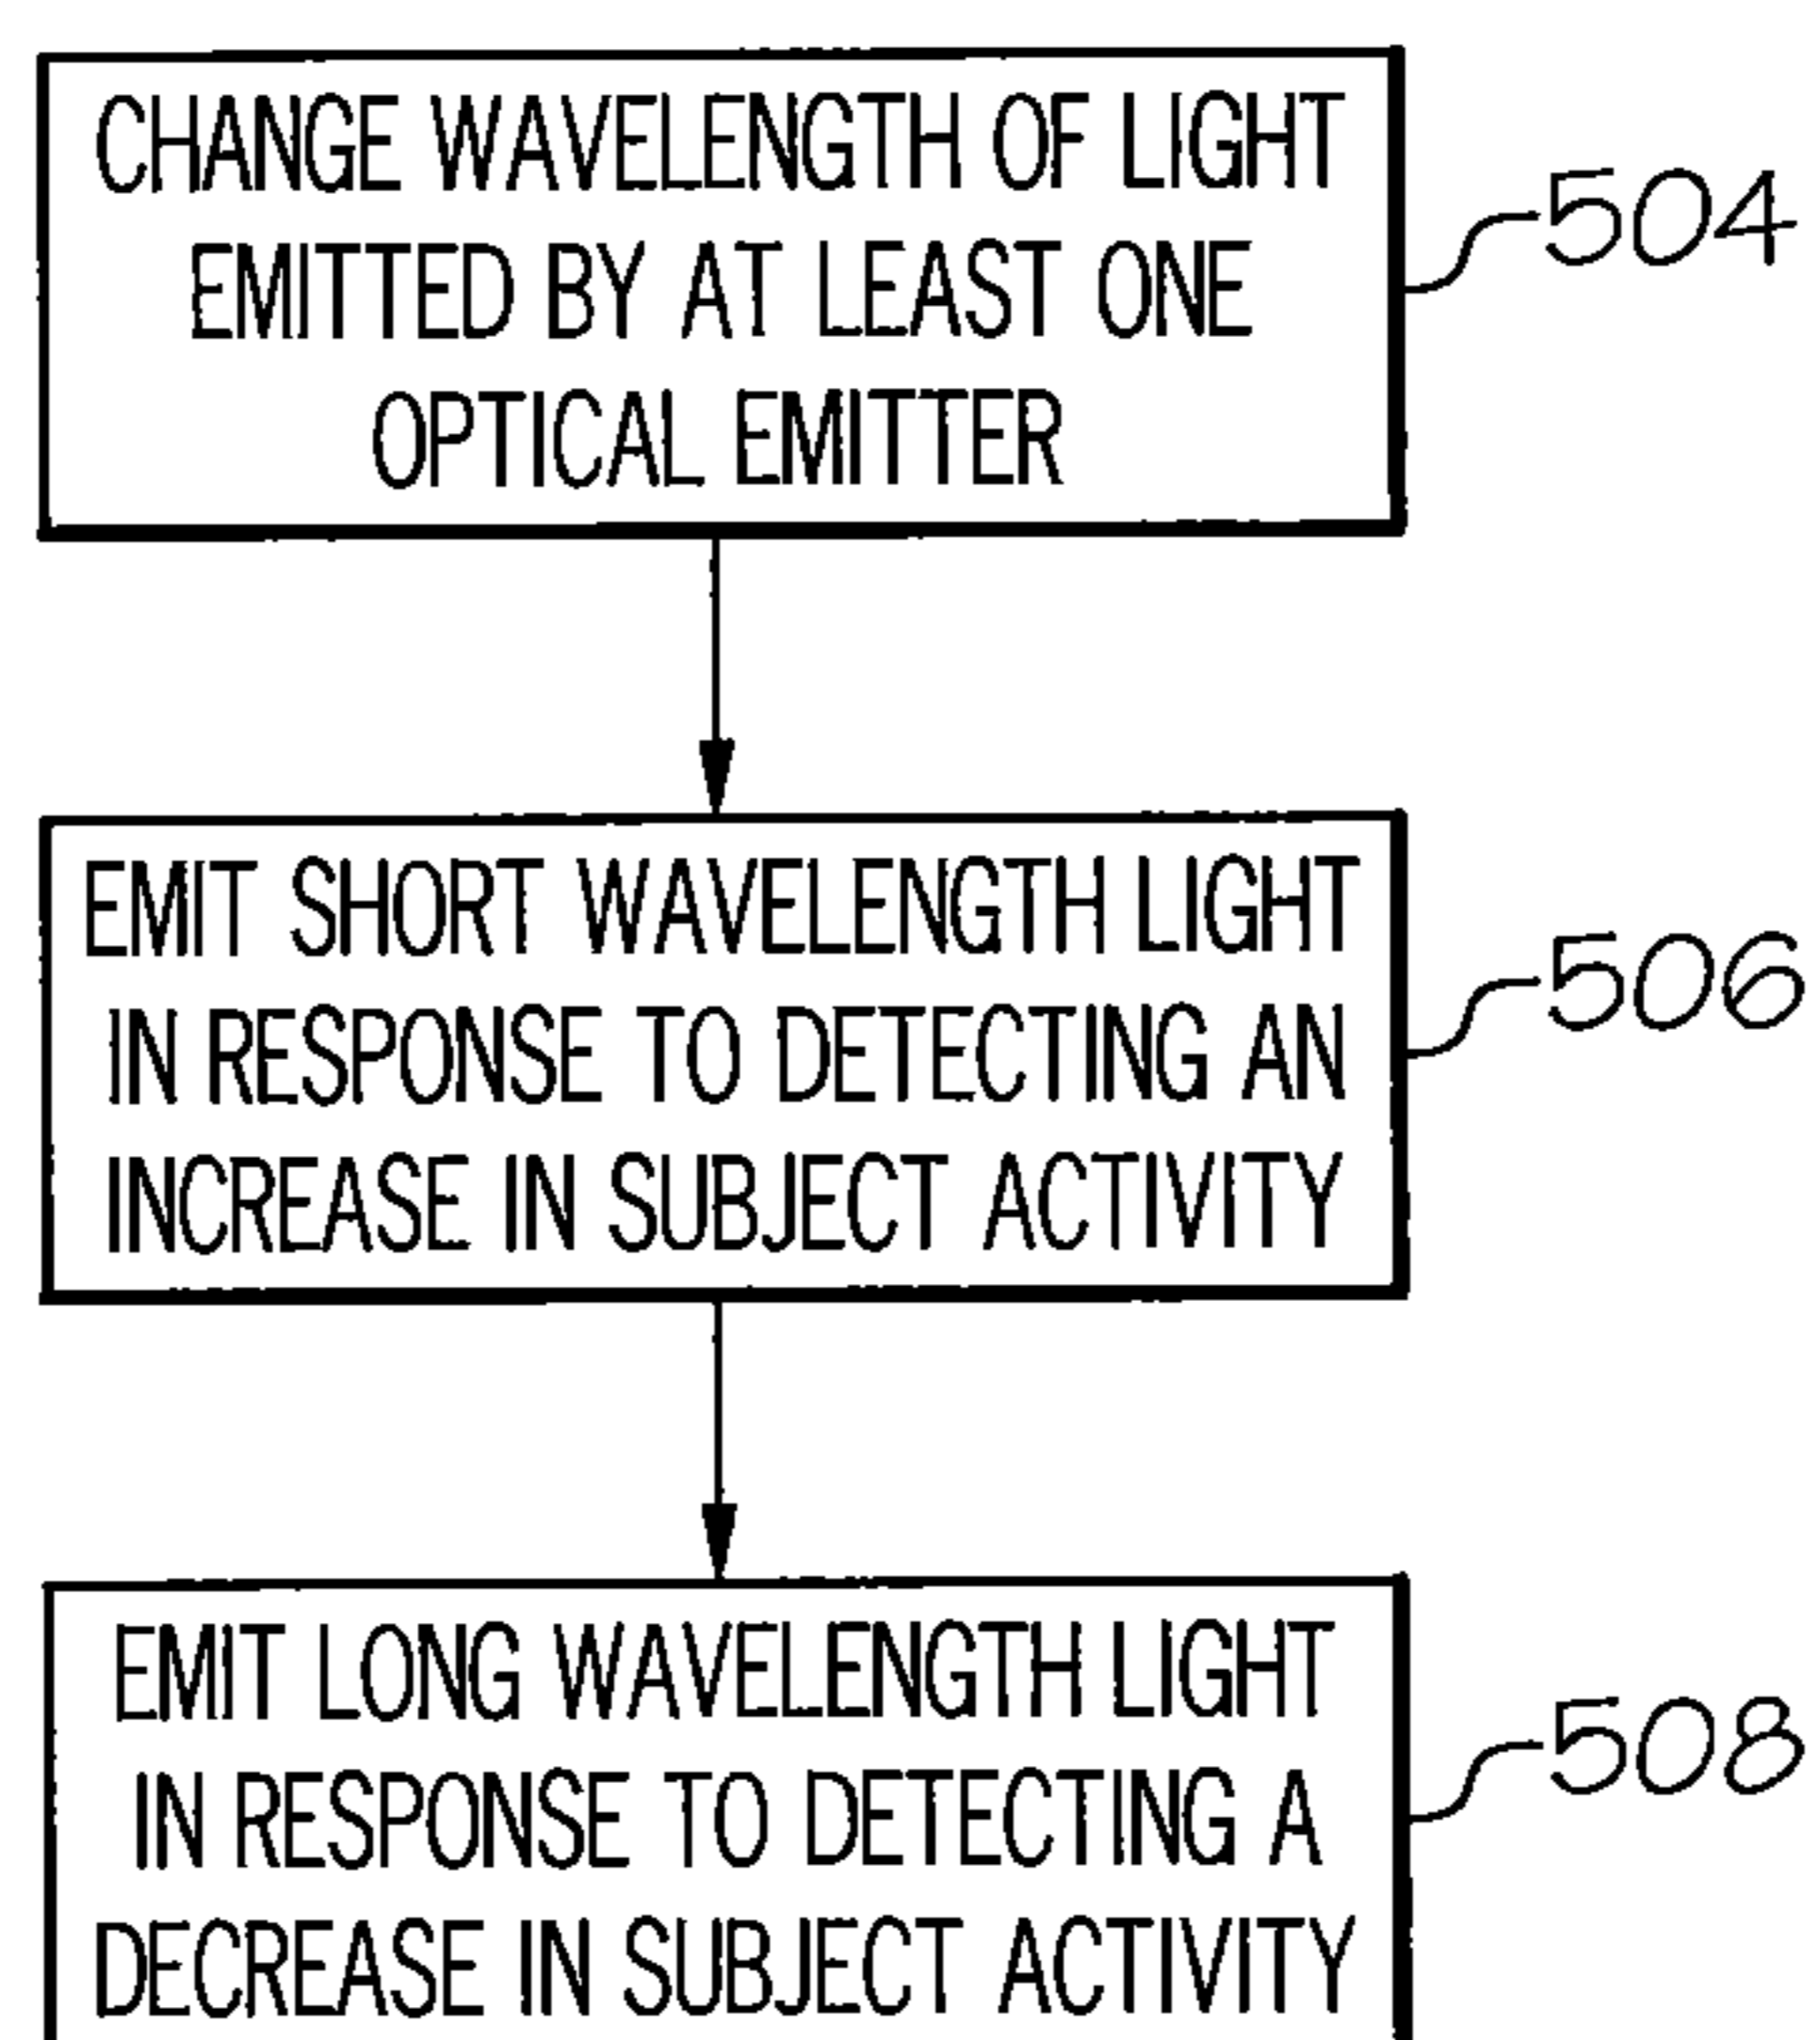 CHANGE WAVELENGTH OF LIGHT
EMITTED BY AT LEAST ONE
OPTICAL EMITTER
504
EMIT SHORT WAVELENGTH LIGHT
IN RESPONSE TO DETECTING AN
INCREASE IN SUBJECT ACTIVITY
506
EMIT LONG WAVELENGTH LIGHT
IN RESPONSE TO DETECTING A
DECREASE IN SUBJECT ACTIVITY
508